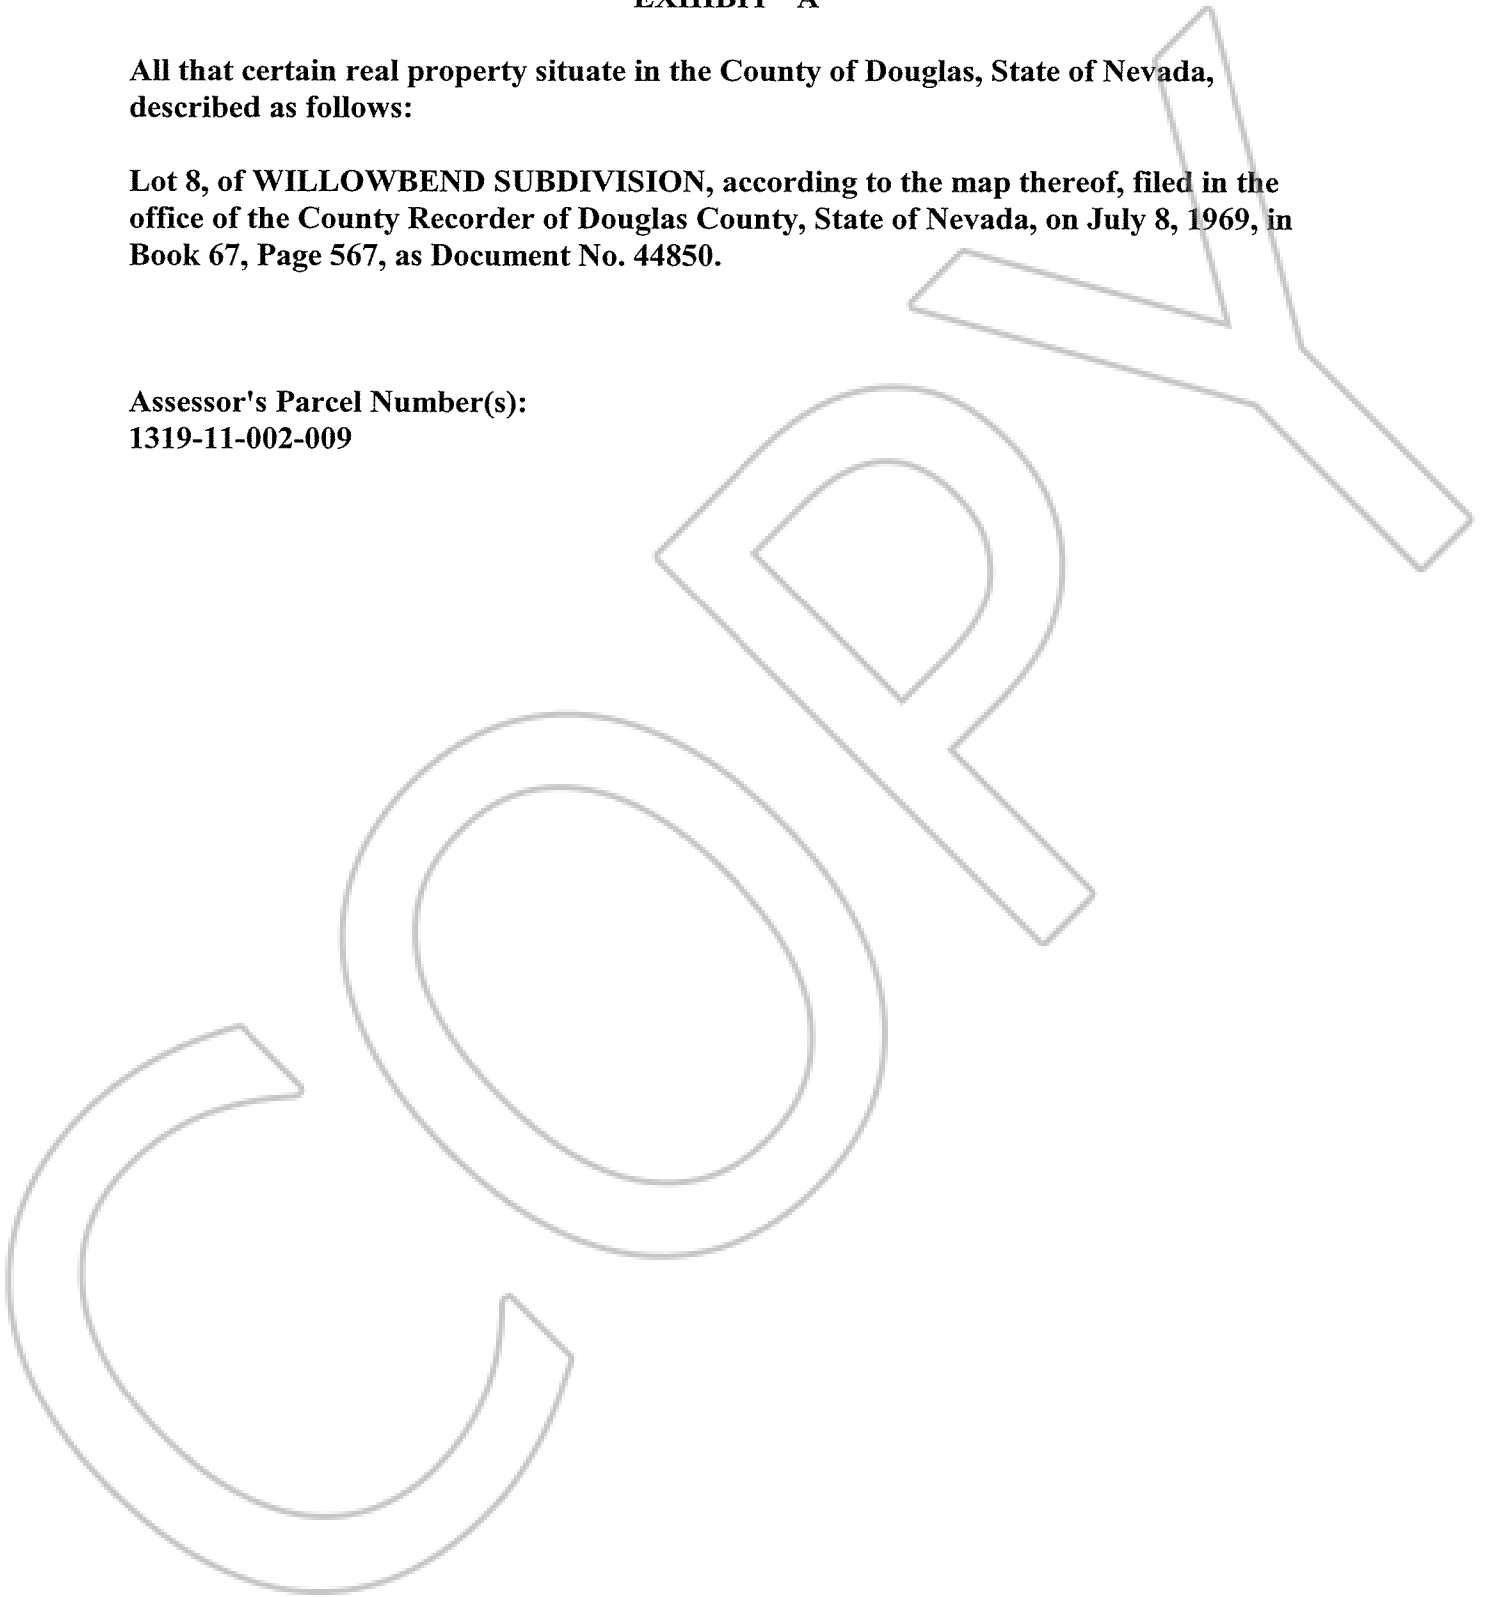 EXHIBIT "A"
All that certain real property situate in the County of Douglas, State of Nevada,
described as follows:
Lot 8, of WILLOWBEND SUBDIVISION, according to the map thereof, filed in the
office of the County Recorder of Douglas County, State of Nevada, on July 8, 1969, in
Book 67, Page 567, as Document No. 44850.
Assessor's Parcel Number(s):
1319-11-002-009
COPY